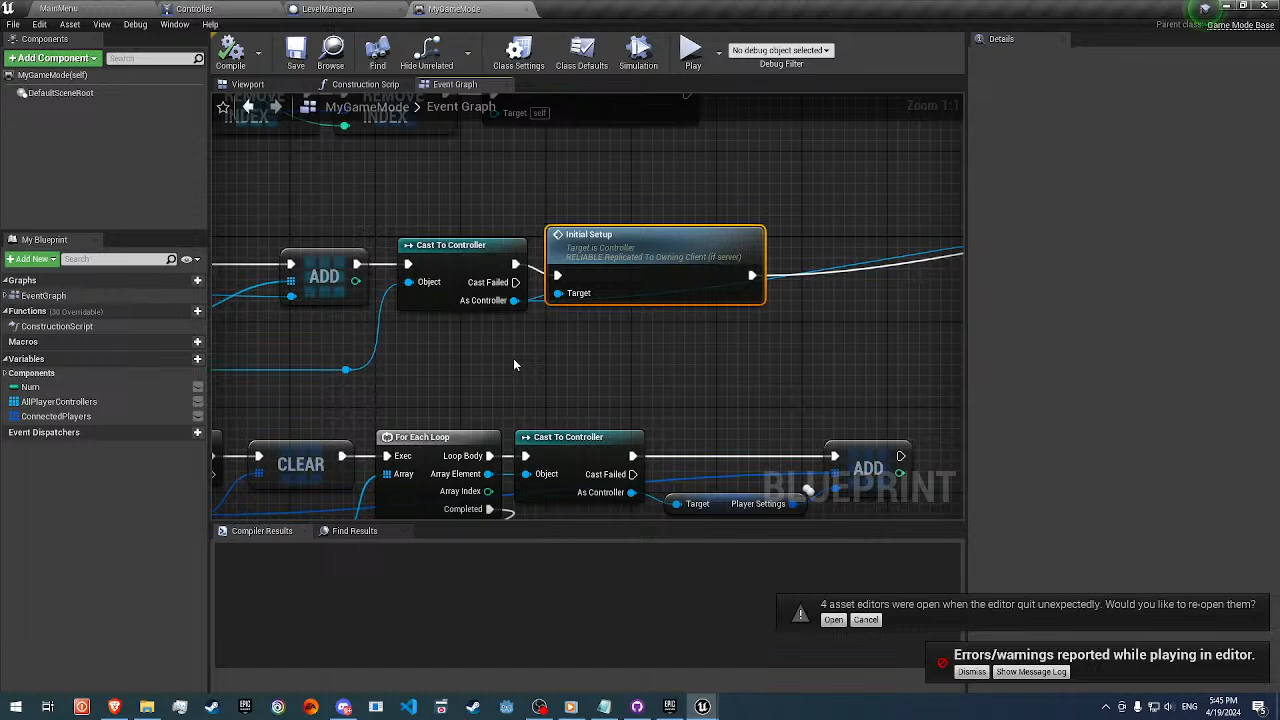 MainMenu
Controller
LevelManager
MyGameMode
File
Edit
Asset
View
Debug
Window
Help
Parent class:
Game Mode Base
Components
+ Add Component
Search
MyGameMode(self)
DefaultSceneRoot
Compile
Save
Browse
Find
Hide Unrelated
Class Settings
Class Defaults
Simulation
Play
No debug object selected
Debug Filter
Details
Viewport
Construction Scrip
Event Graph
MyGameMode > Event Graph
Zoom 1:1
REMOVE
INDEX
REMOVE
INDEX
Target self
ADD
Cast To Controller
Object
Cast Failed
As Controller
Initial Setup
Target is Controller
RELIABLE Replicated To Owning Client (if server)
Target
My Blueprint
+ Add New
Search
Graphs
EventGraph
Functions (30 Overridable)
ConstructionScript
Macros
Variables
Components
Num
AllPlayerControllers
ConnectedPlayers
Event Dispatchers
CLEAR
For Each Loop
Exec
Loop Body
Array
Array Element
Array Index
Completed
Cast To Controller
Object
Cast Failed
As Controller
Target
Player Settings
ADD
BLUEPRINT
Compiler Results
Find Results
4 asset editors were open when the editor quit unexpectedly. Would you like to re-open them?
Open
Cancel
Errors/warnings reported while playing in editor.
Dismiss
Show Message Log
5:45 PM
4/19/2024